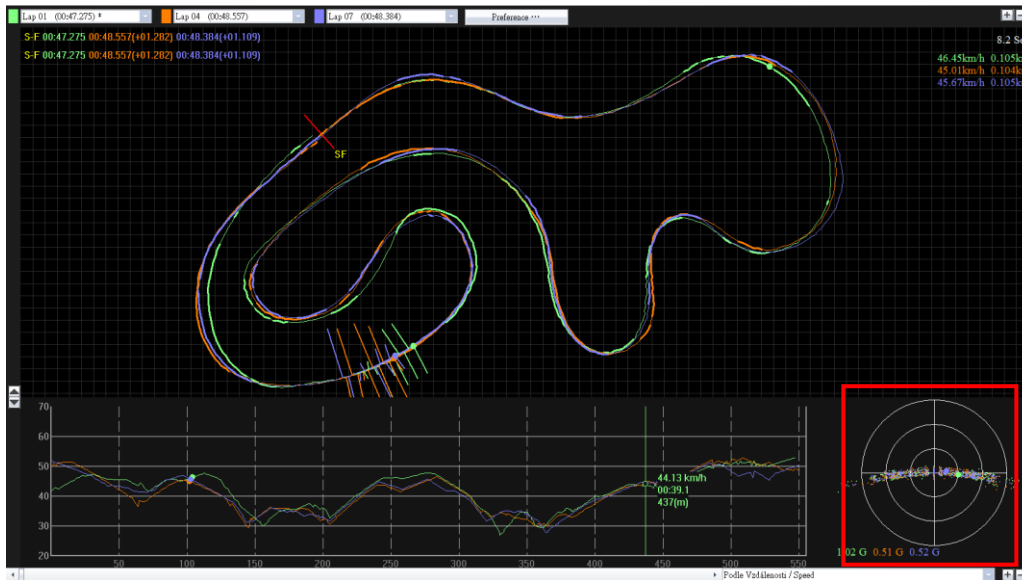 Lap 01 (00:47.275) *
Lap 04 (00:48.557)
Lap 07 (00:48.384)
Preference ···
S-F 00:47.275 00:48.557(+01.282) 00:48.384(+01.109)
S-F 00:47.275 00:48.557(+01.282) 00:48.384(+01.109)
8.2
46.45km/h 0.105k
45.01km/h 0.104k
45.67km/h 0.105k
SF
70
60
50
40
30
20
44.13 km/h
00:39.1
437(m)
50 100 150 200 250 300 350 400 450 500 550
1.02 G 0.51 G 0.52 G
Podle Vzdálenosti / Speed